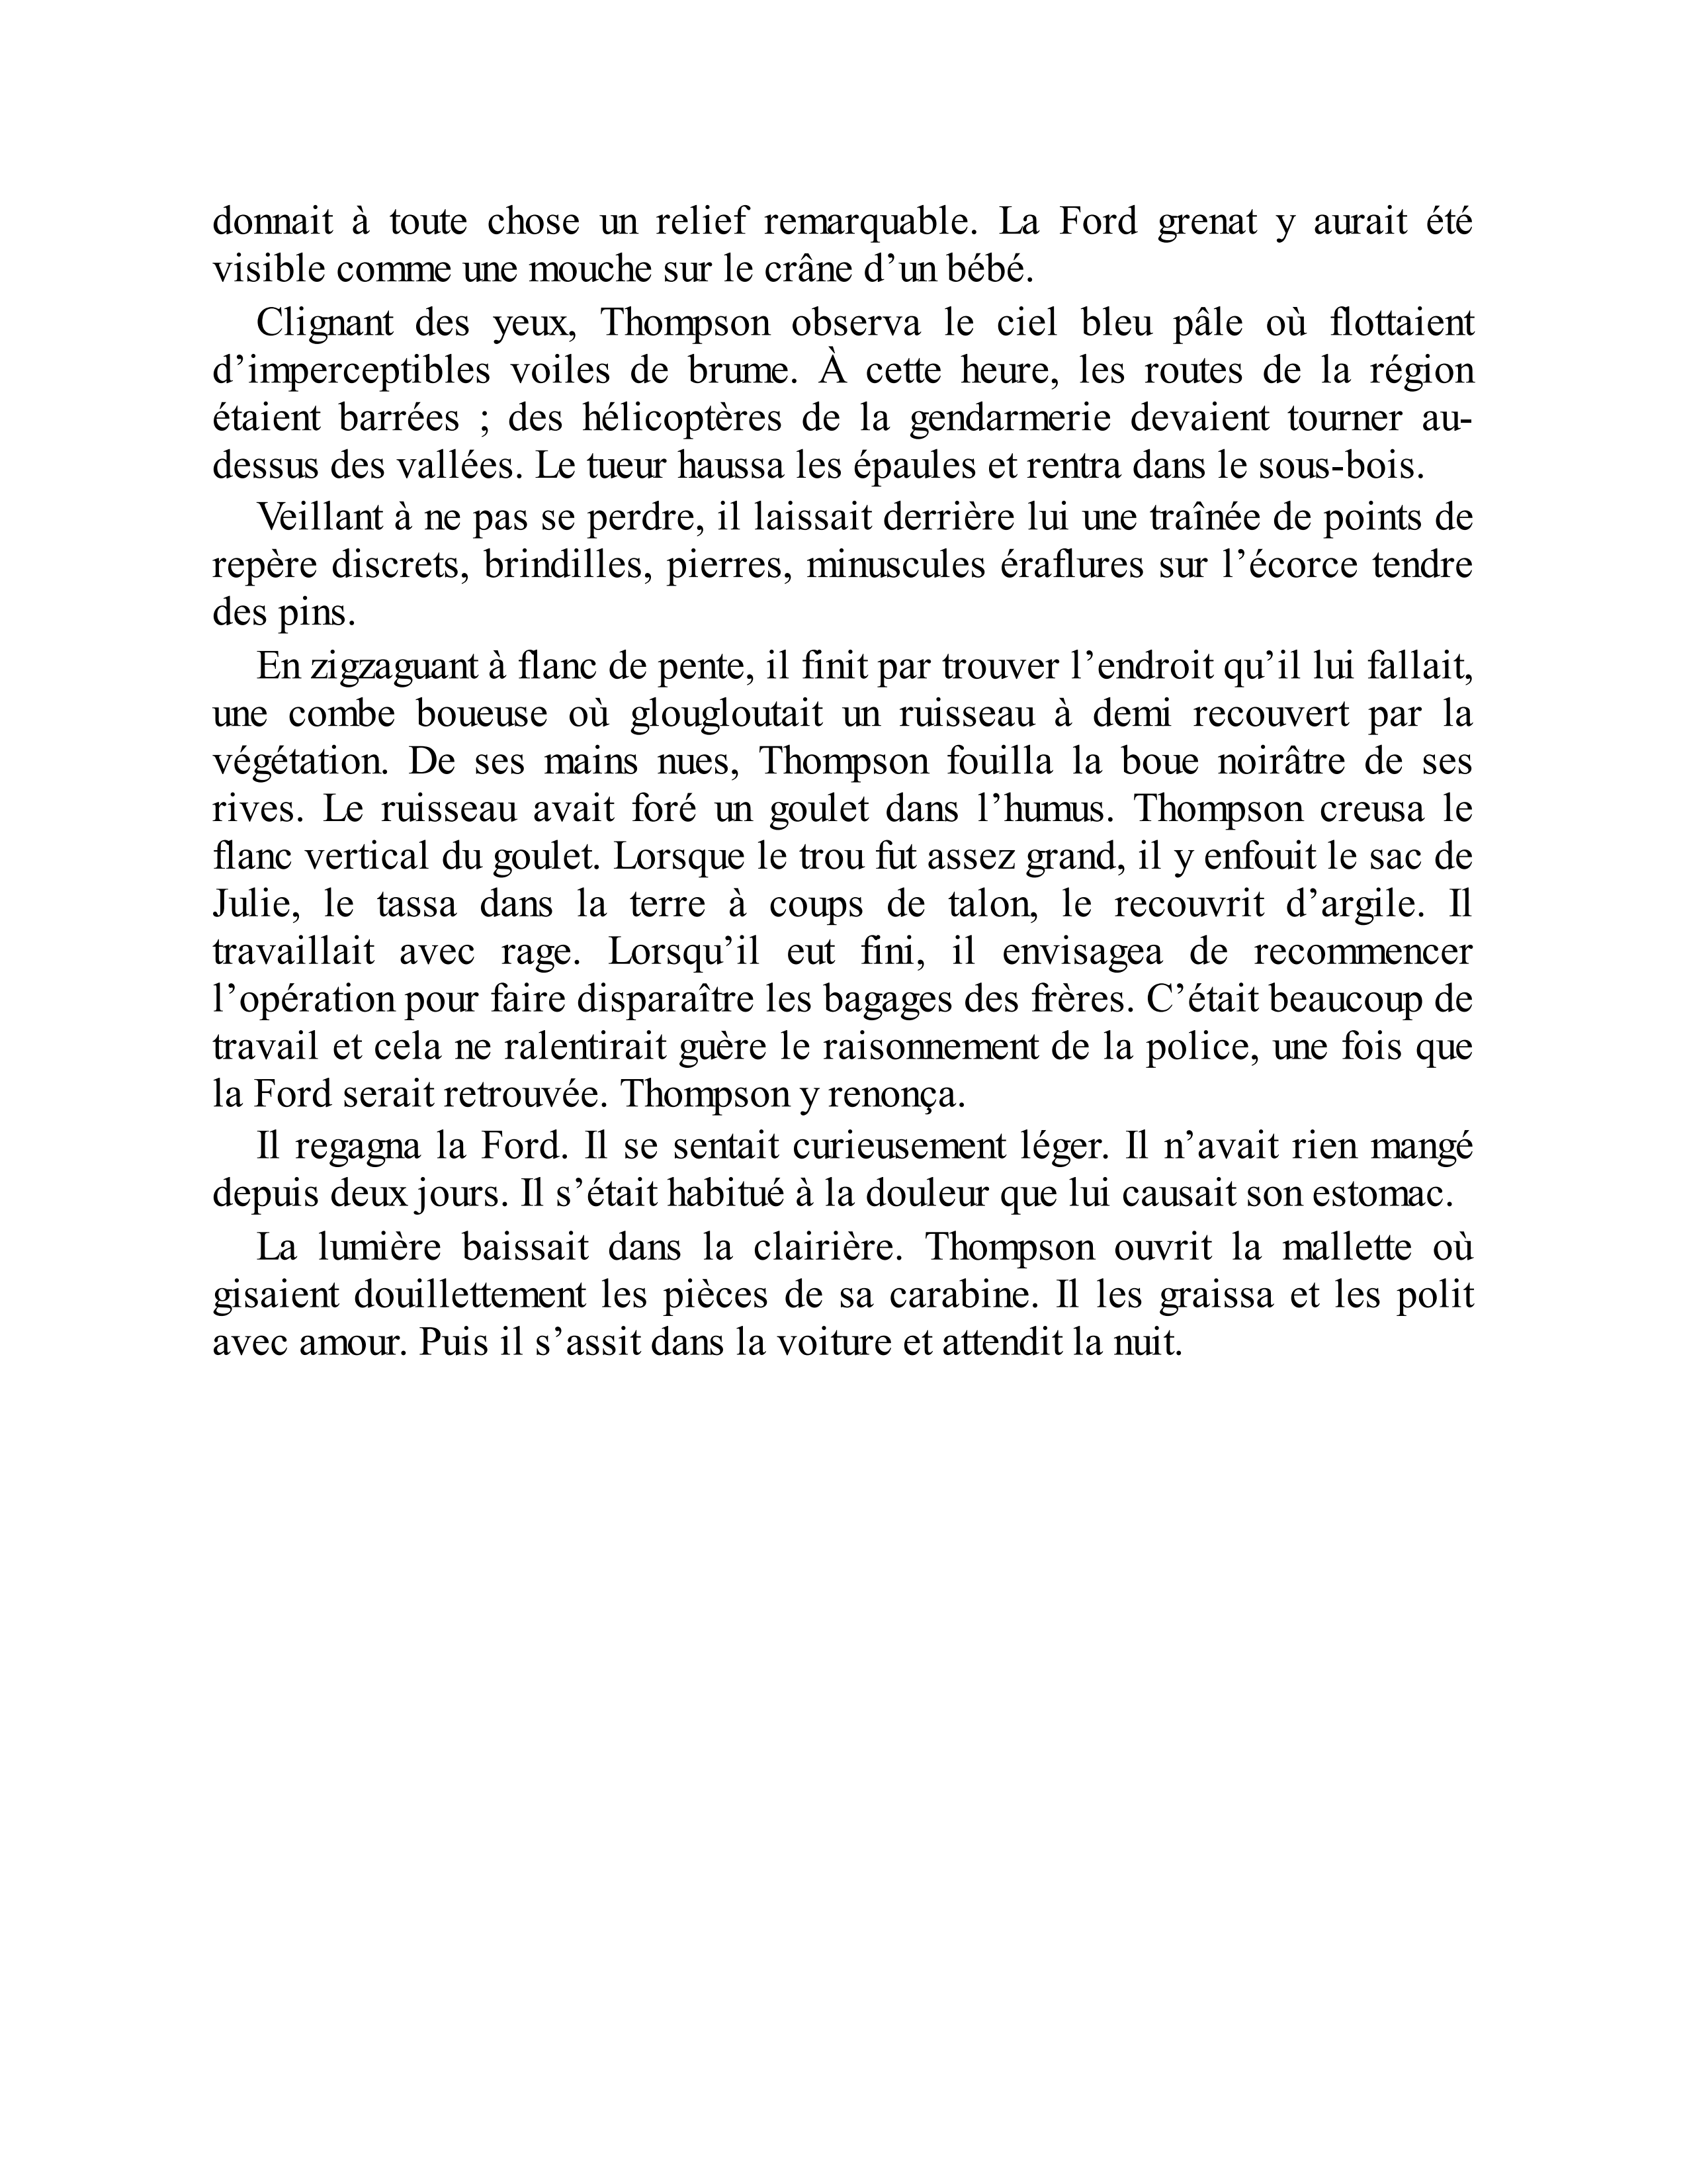 donnait à toute chose un relief remarquable. La Ford grenat y aurait été
visible comme une mouche sur le crâne d’un bébé.
Clignant des yeux, Thompson observa le ciel bleu pâle où flottaient
d’imperceptibles voiles de brume. À cette heure, les routes de la région
étaient barrées ; des hélicoptères de la gendarmerie devaient tourner au-
dessus des vallées. Le tueur haussa les épaules et rentra dans le sous-bois.
Veillant à ne pas se perdre, il laissait derrière lui une traînée de points de
repère discrets, brindilles, pierres, minuscules éraflures sur l’écorce tendre
des pins.
En zigzaguant à flanc de pente, il finit par trouver l’endroit qu’il lui fallait,
une combe boueuse où glougloutait un ruisseau à demi recouvert par la
végétation. De ses mains nues, Thompson fouilla la boue noirâtre de ses
rives. Le ruisseau avait foré un goulet dans l’humus. Thompson creusa le
flanc vertical du goulet. Lorsque le trou fut assez grand, il y enfouit le sac de
Julie, le tassa dans la terre à coups de talon, le recouvrit d’argile. Il
travaillait avec rage. Lorsqu’il eut fini, il envisagea de recommencer
l’opération pour faire disparaître les bagages des frères. C’était beaucoup de
travail et cela ne ralentirait guère le raisonnement de la police, une fois que
la Ford serait retrouvée. Thompson y renonça.
Il regagna la Ford. Il se sentait curieusement léger. Il n’avait rien mangé
depuis deux jours. Il s’était habitué à la douleur que lui causait son estomac.
La lumière baissait dans la clairière. Thompson ouvrit la mallette où
gisaient douillettement les pièces de sa carabine. Il les graissa et les polit
avec amour. Puis il s’assit dans la voiture et attendit la nuit.